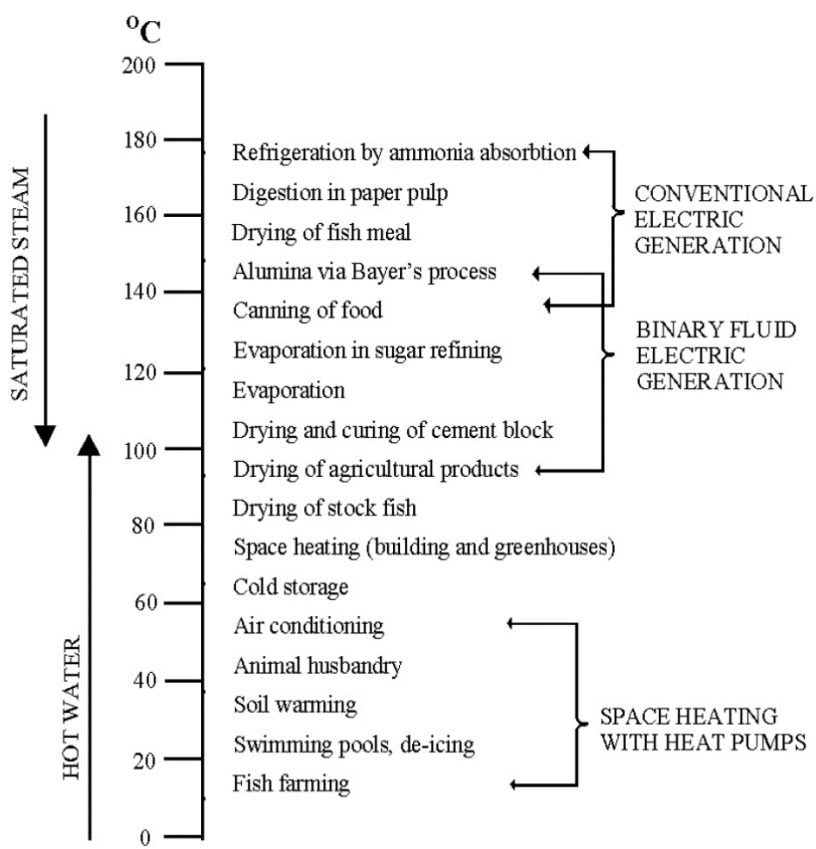 °C
200
180
160
140
120
100
80
60
40
20
0
SATURATED STEAM
HOT WATER
Refrigeration by ammonia absorbtion
Digestion in paper pulp
Drying of fish meal
Alumina via Bayer's process
Canning of food
Evaporation in sugar refining
Evaporation
Drying and curing of cement block
Drying of agricultural products
Drying of stock fish
Space heating (building and greenhouses)
Cold storage
Air conditioning
Animal husbandry
Soil warming
Swimming pools, de-icing
Fish farming
CONVENTIONAL
ELECTRIC
GENERATION
BINARY FLUID
ELECTRIC
GENERATION
SPACE HEATING
WITH HEAT PUMPS